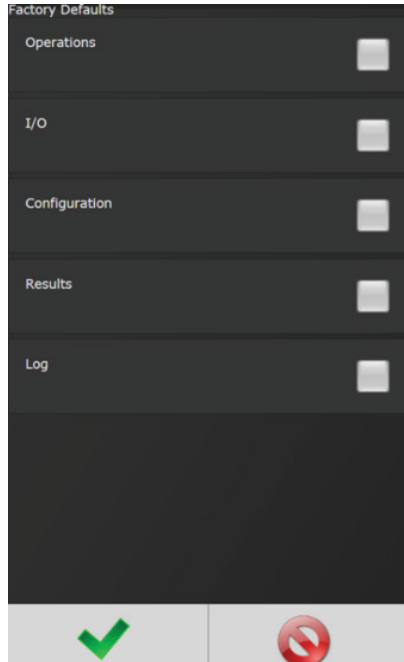 Factory Defaults
Operations
I/O
Configuration
Results
Log